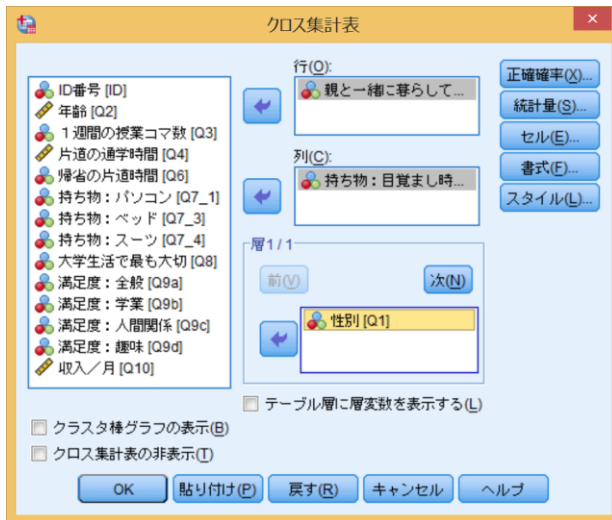 クロス集計表
ID番号 [ID]
年齢 [Q2]
1週間の授業コマ数 [Q3]
片道の通学時間 [Q4]
帰省の片道時間 [Q6]
持ち物：パソコン [Q7_1]
持ち物：ベッド [Q7_3]
持ち物：スーツ [Q7_4]
大学生活で最も大切 [Q8]
満足度：全般 [Q9a]
満足度：学業 [Q9b]
満足度：人間関係 [Q9c]
満足度：趣味 [Q9d]
収入／月 [Q10]
行(O):
親と一緒に暮らして...
列(C):
持ち物：目覚まし時...
層1/1
前(V)
次(N)
性別 [Q1]
テーブル層に層変数を表示する(L)
正確確率(X)...
統計量(S)...
セル(E)...
書式(F)...
スタイル(L)...
クラスタ棒グラフの表示(B)
クロス集計表の非表示(T)
OK
貼り付け(P)
戻す(R)
キャンセル
ヘルプ